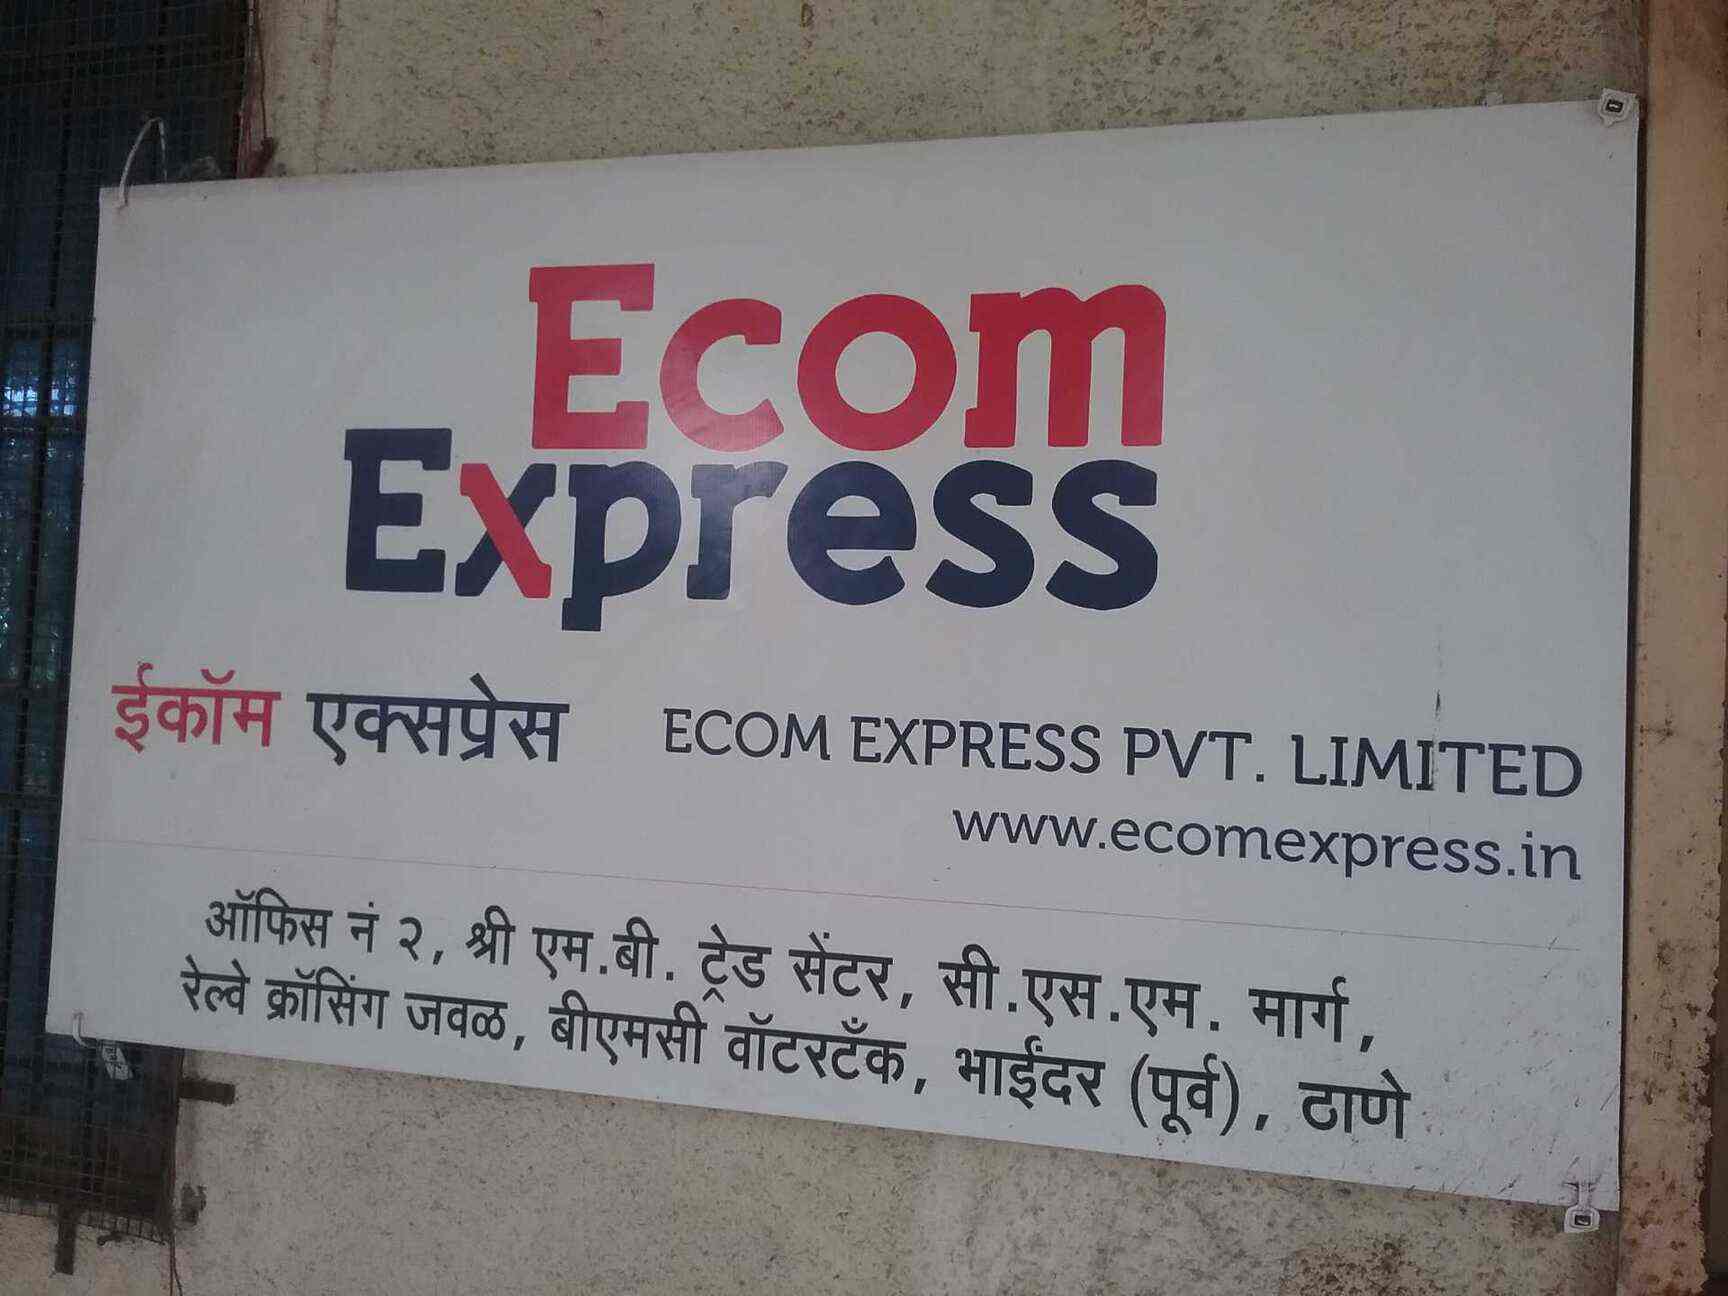 Ecom
Express
ईकॉम एक्सप्रेस
ECOM EXPRESS PVT. LIMITED
www.ecomexpress.in
ऑफिस नं २, श्री एम.बी. ट्रेड सेंटर, सी.एस.एम. मार्ग,
रेल्वे क्रॉसिंग जवळ, बीएमसी वॉटरटँक, भाईंदर (पूर्व), ठाणे